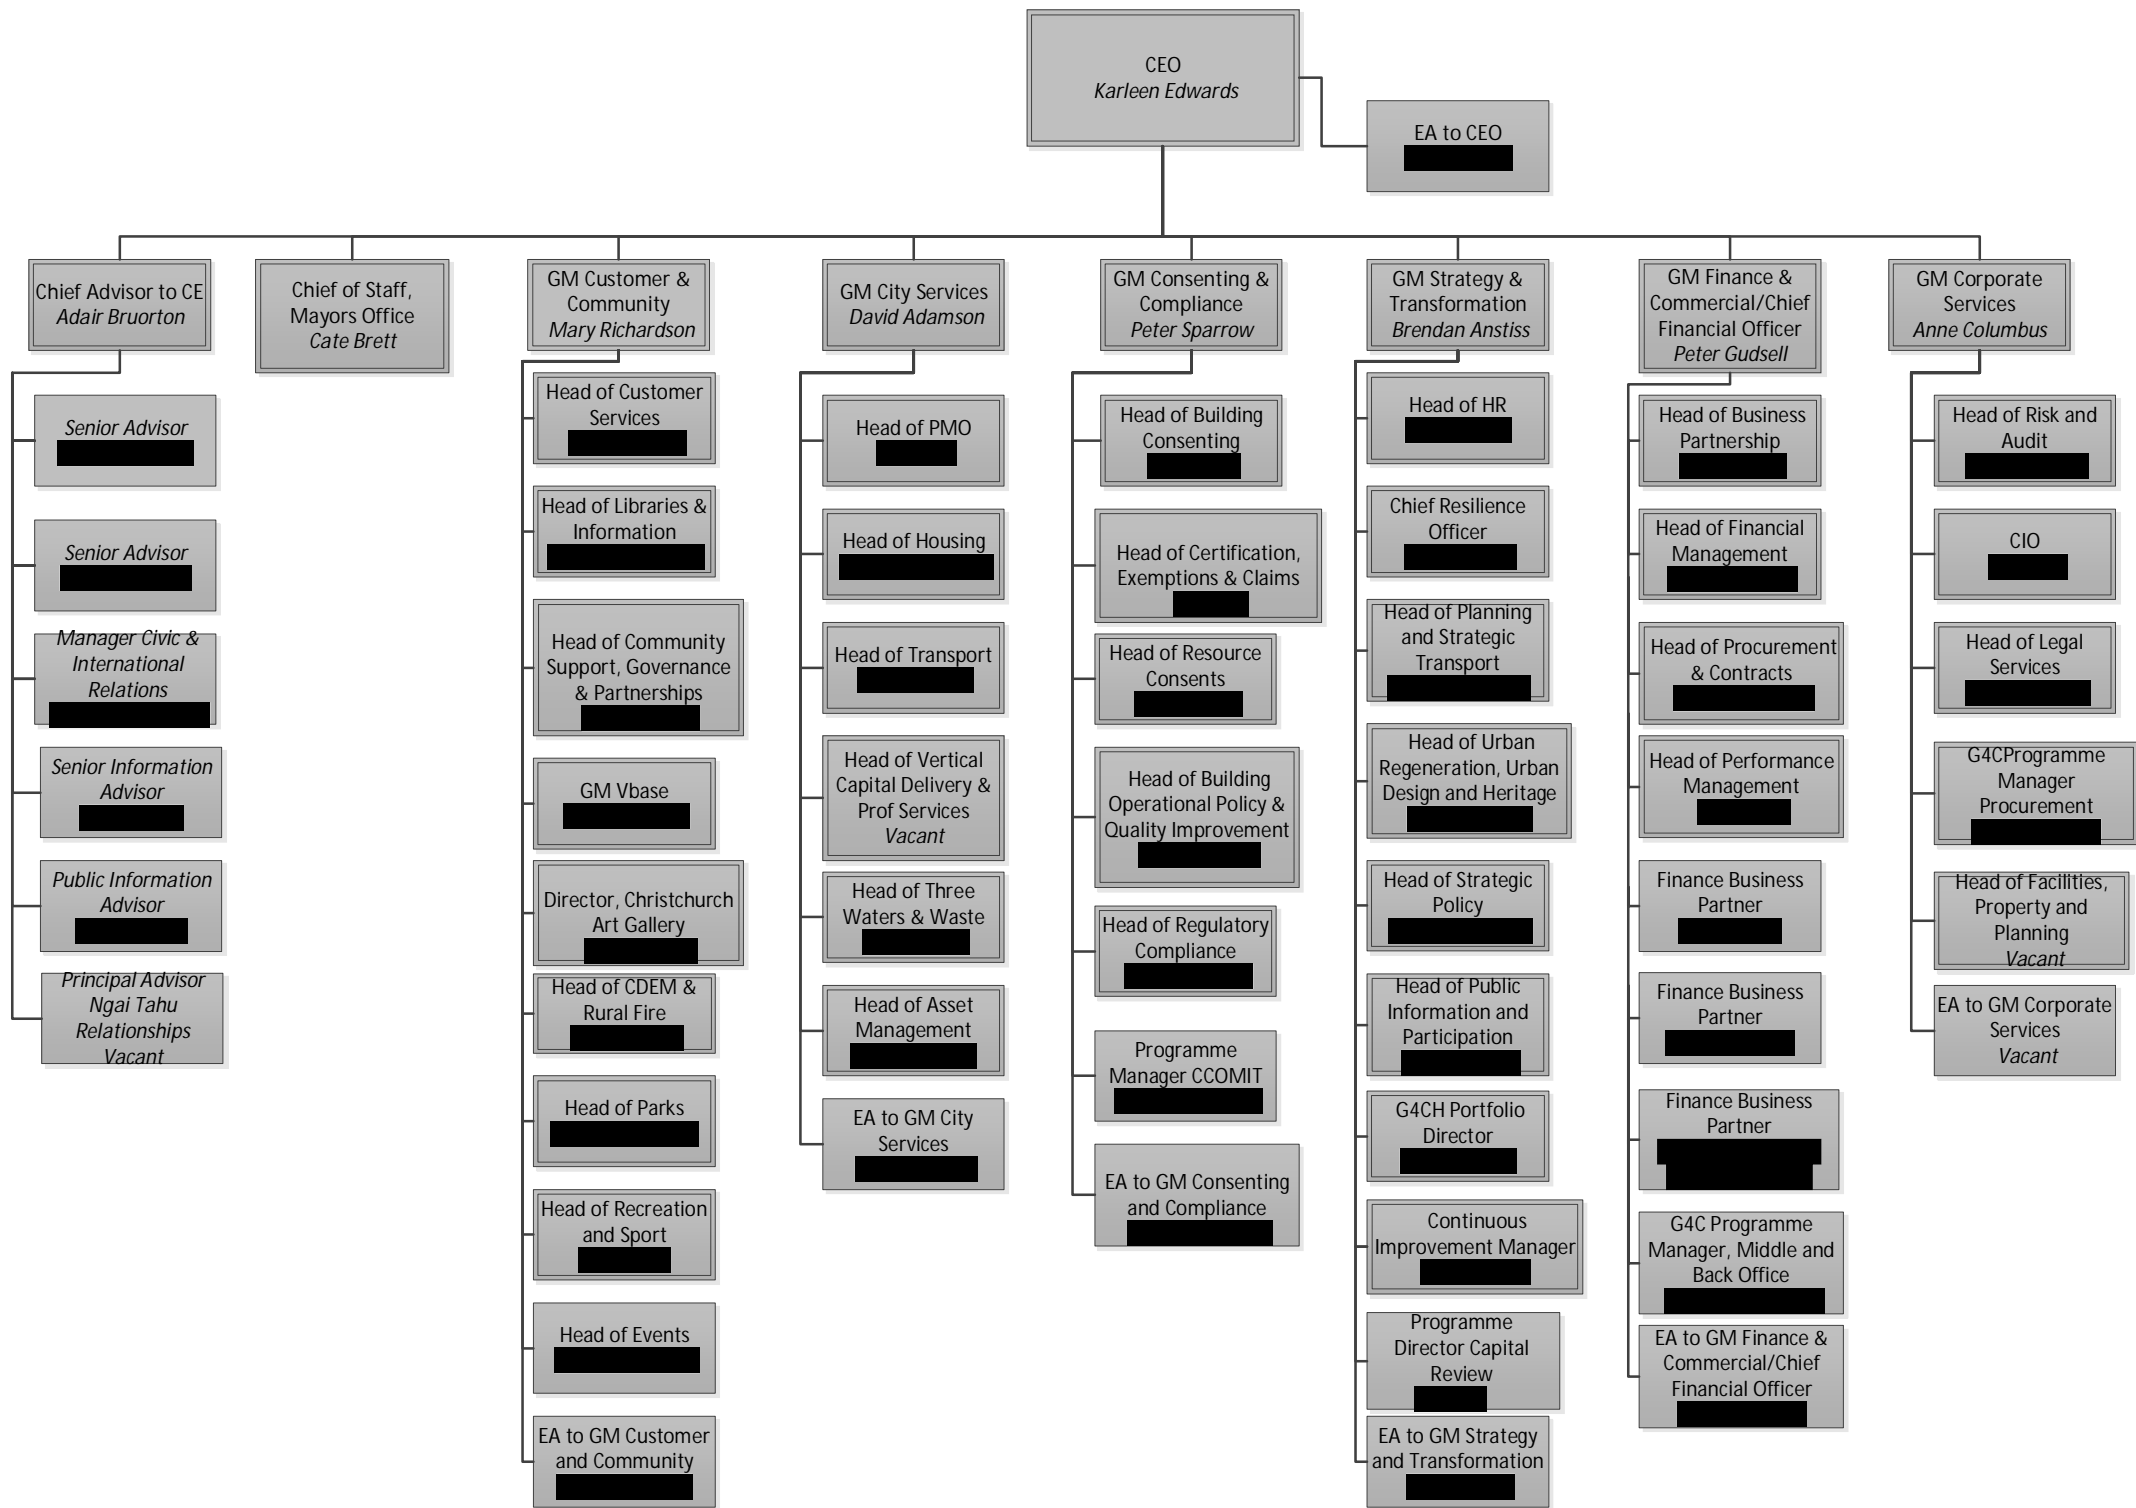 CEO
Karleen Edwards
EA to CEO
Chief Advisor to CE
Adair Bruorton
Chief of Staff,
Mayors Office
Cate Brett
GM Customer &
Community
Mary Richardson
GM City Services
David Adamson
GM Consenting &
Compliance
Peter Sparrow
GM Strategy &
Transformation
Brendan Anstiss
GM Finance &
Commercial/Chief
Financial Officer
Peter Gudsell
GM Corporate
Services
Anne Columbus
Senior Advisor
Senior Advisor
Manager Civic &
International
Relations
Senior Information
Advisor
Public Information
Advisor
Principal Advisor
Ngai Tahu
Relationships
Vacant
Head of Customer
Services
Head of Libraries &
Information
Head of Community
Support, Governance
& Partnerships
GM Vbase
Director, Christchurch
Art Gallery
Head of CDEM &
Rural Fire
Head of Parks
Head of Recreation
and Sport
Head of Events
EA to GM Customer
and Community
Head of PMO
Head of Housing
Head of Transport
Head of Vertical
Capital Delivery &
Prof Services
Vacant
Head of Three
Waters & Waste
Head of Asset
Management
EA to GM City
Services
Head of Building
Consenting
Head of Certification,
Exemptions & Claims
Head of Resource
Consents
Head of Building
Operational Policy &
Quality Improvement
Head of Regulatory
Compliance
Programme
Manager CCOMIT
EA to GM Consenting
and Compliance
Head of HR
Chief Resilience
Officer
Head of Planning
and Strategic
Transport
Head of Urban
Regeneration, Urban
Design and Heritage
Head of Strategic
Policy
Head of Public
Information and
Participation
G4CH Portfolio
Director
Continuous
Improvement Manager
Programme
Director Capital
Review
EA to GM Strategy
and Transformation
Head of Business
Partnership
Head of Financial
Management
Head of Procurement
& Contracts
Head of Performance
Management
Finance Business
Partner
Finance Business
Partner
Finance Business
Partner
G4C Programme
Manager, Middle and
Back Office
EA to GM Finance &
Commercial/Chief
Financial Officer
Head of Risk and
Audit
CIO
Head of Legal
Services
G4CProgramme
Manager
Procurement
Head of Facilities,
Property and
Planning
Vacant
EA to GM Corporate
Services
Vacant